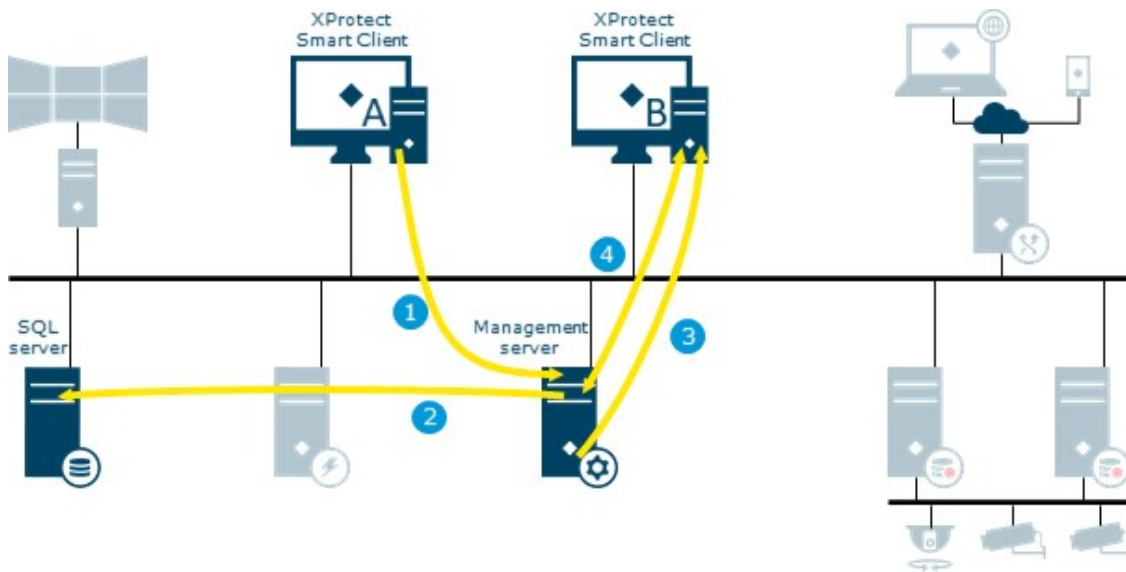 XProtect
Smart Client
XProtect
Smart Client
A
B
4
1
3
SQL
server
Management
server
2